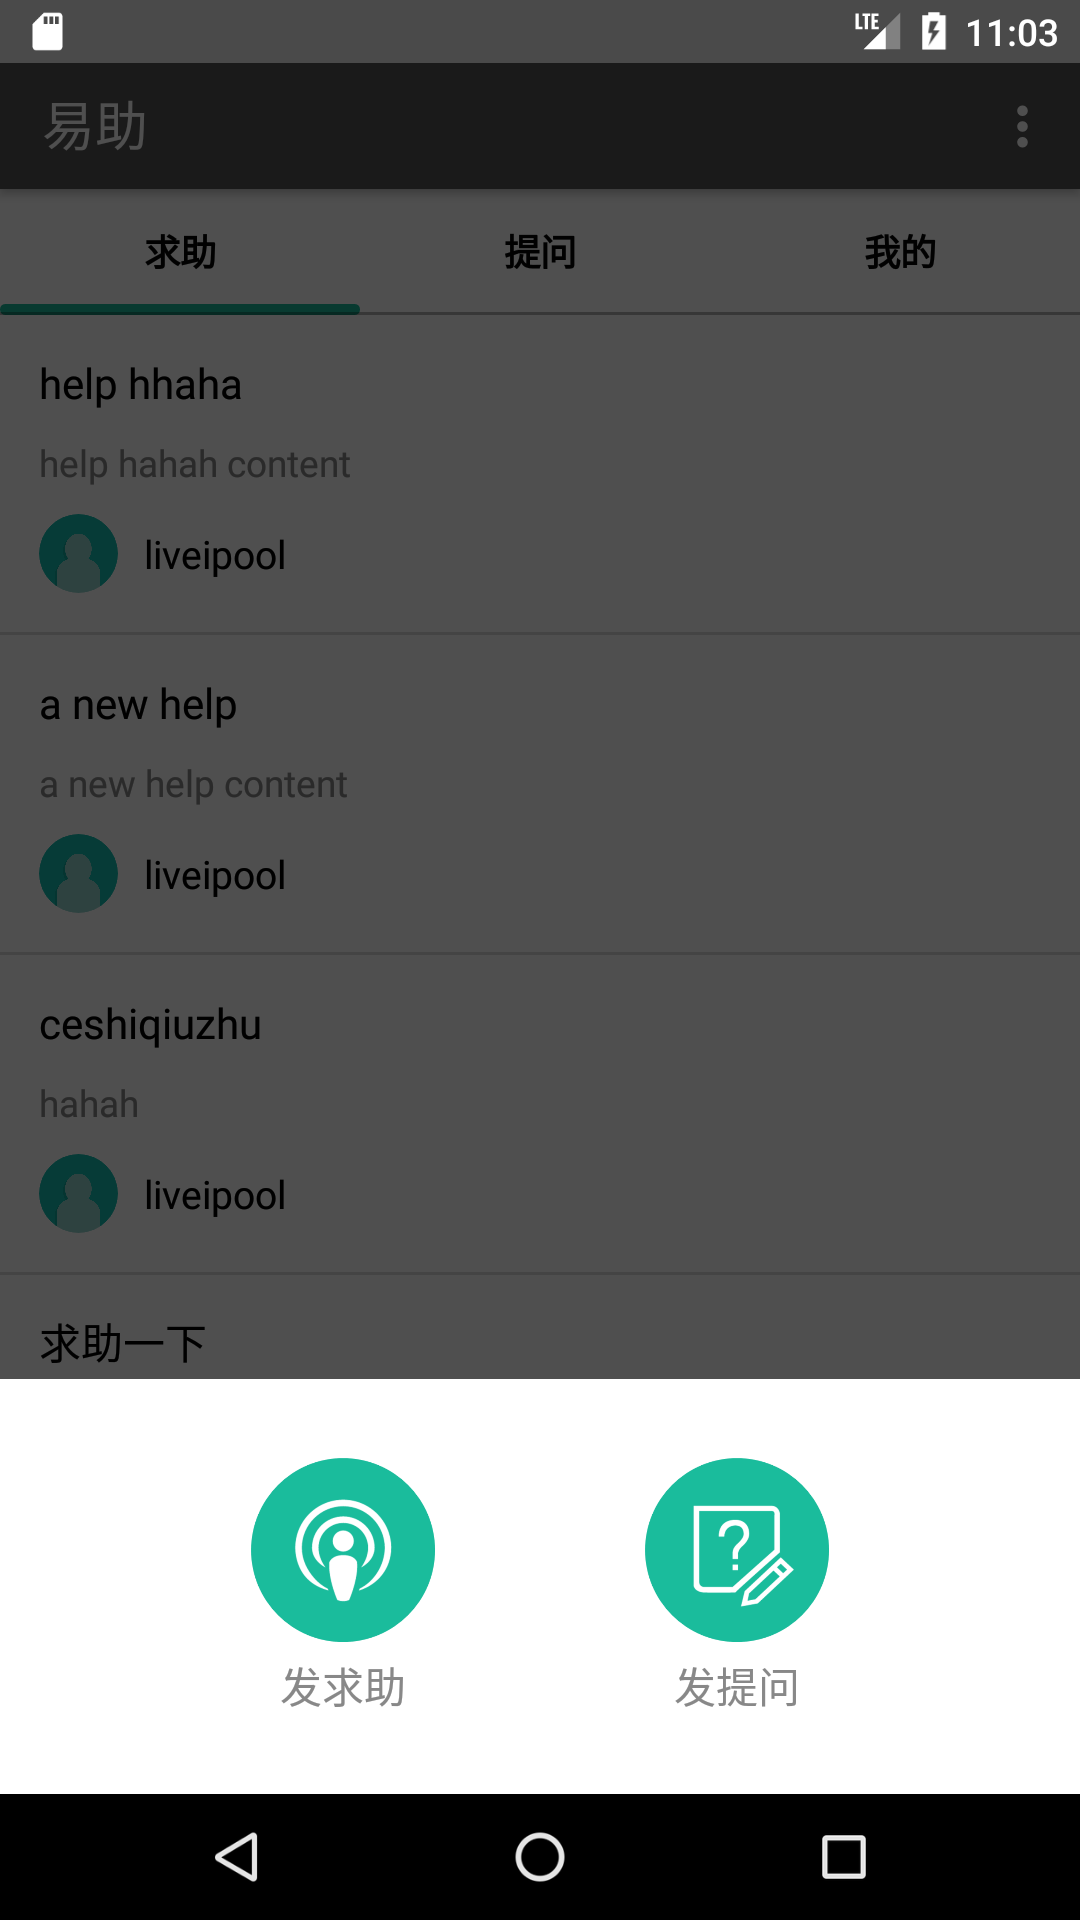 LTE 11:03
易助
求助 提问 我的
help hhaha
help hahah content
liveipool
a new help
a new help content
liveipool
ceshiqiuzhu
hahah
liveipool
求助一下
发求助 发提问